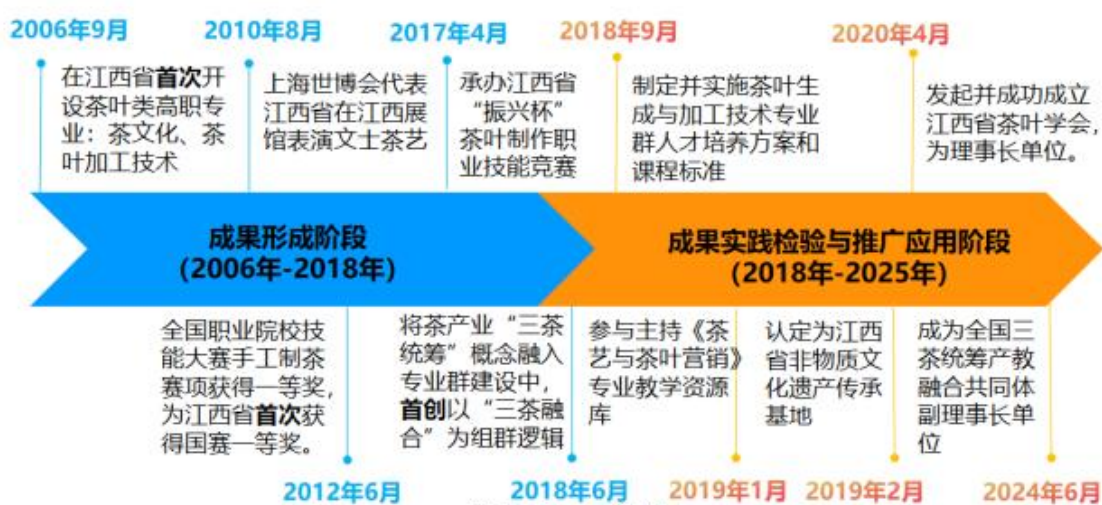 2006年9月
在江西省首次开
设茶叶类高职专
业：茶文化、茶
叶加工技术
2010年8月
上海世博会代表
江西省在江西展
馆表演文士茶艺
2017年4月
承办江西省
“振兴杯”
茶叶制作职
业技能竞赛
2018年9月
制定并实施茶叶生
成与加工技术专业
群人才培养方案和
课程标准
2020年4月
发起并成功成立
江西省茶叶学会，
为理事长单位。
成果形成阶段
(2006年-2018年)
成果实践检验与推广应用阶段
(2018年-2025年)
全国职业院校技
能大赛手工制茶
赛项获得一等奖，
为江西省首次获
得国赛一等奖。
2012年6月
将茶产业“三茶
统筹”概念融入
专业群建设中，
首创以“三茶融
合”为组群逻辑
2018年6月
参与主持《茶
艺与茶叶营销》
专业教学资源
库
2019年1月
认定为江西
省非物质文
化遗产传承
基地
2019年2月
成为全国三
茶统筹产教
融合共同体
副理事长单
位
2024年6月